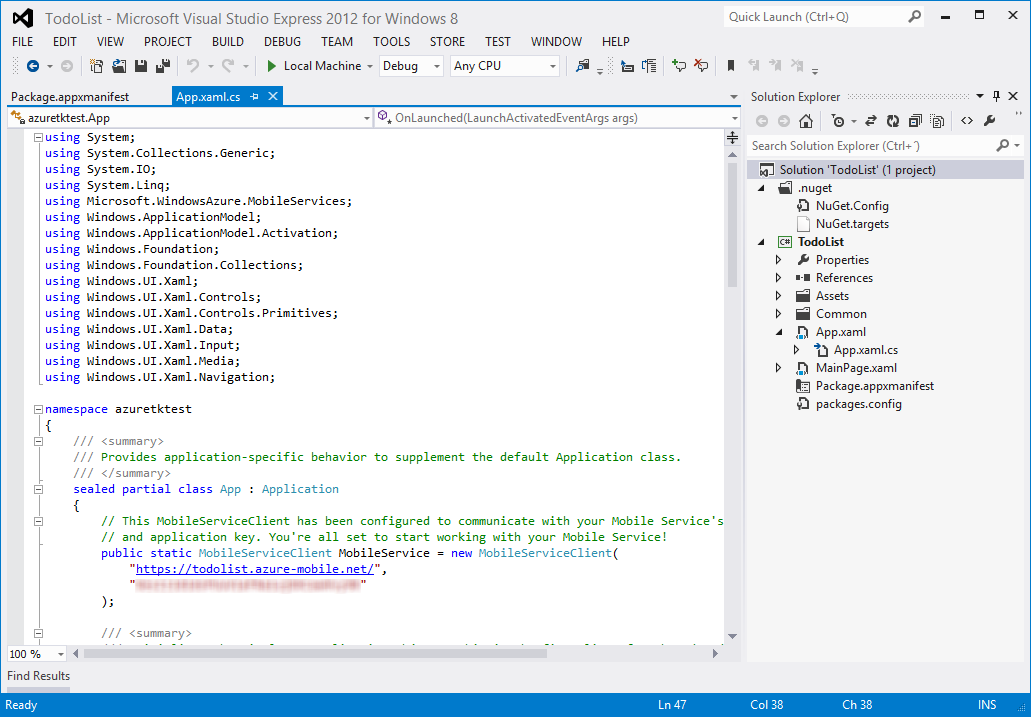 TodoList - Microsoft Visual Studio Express 2012 for Windows 8
Quick Launch (Ctrl+Q)
FILE EDIT VIEW PROJECT BUILD DEBUG TEAM TOOLS STORE TEST WINDOW HELP
Local Machine Debug Any CPU
Package.appxmanifest App.xaml.cs
azuretktest.App OnLaunched(LaunchActivatedEventArgs args)
using System;
using System.Collections.Generic;
using System.IO;
using System.Linq;
using Microsoft.WindowsAzure.MobileServices;
using Windows.ApplicationModel;
using Windows.ApplicationModel.Activation;
using Windows.Foundation;
using Windows.Foundation.Collections;
using Windows.UI.Xaml;
using Windows.UI.Xaml.Controls;
using Windows.UI.Xaml.Controls.Primitives;
using Windows.UI.Xaml.Data;
using Windows.UI.Xaml.Input;
using Windows.UI.Xaml.Media;
using Windows.UI.Xaml.Navigation;
namespace azuretktest
{
/// <summary>
/// Provides application-specific behavior to supplement the default Application class.
/// </summary>
sealed partial class App : Application
{
// This MobileServiceClient has been configured to communicate with your Mobile Service's
// and application key. You're all set to start working with your Mobile Service!
public static MobileServiceClient MobileService = new MobileServiceClient(
"https://todolist.azure-mobile.net/",
" "
);
/// <summary>
100 %
Solution Explorer
Search Solution Explorer (Ctrl+´)
Solution 'TodoList' (1 project)
.nuget
NuGet.Config
NuGet.targets
C# TodoList
Properties
References
Assets
Common
App.xaml
App.xaml.cs
MainPage.xaml
Package.appxmanifest
packages.config
Find Results
Ready Ln 47 Col 38 Ch 38 INS